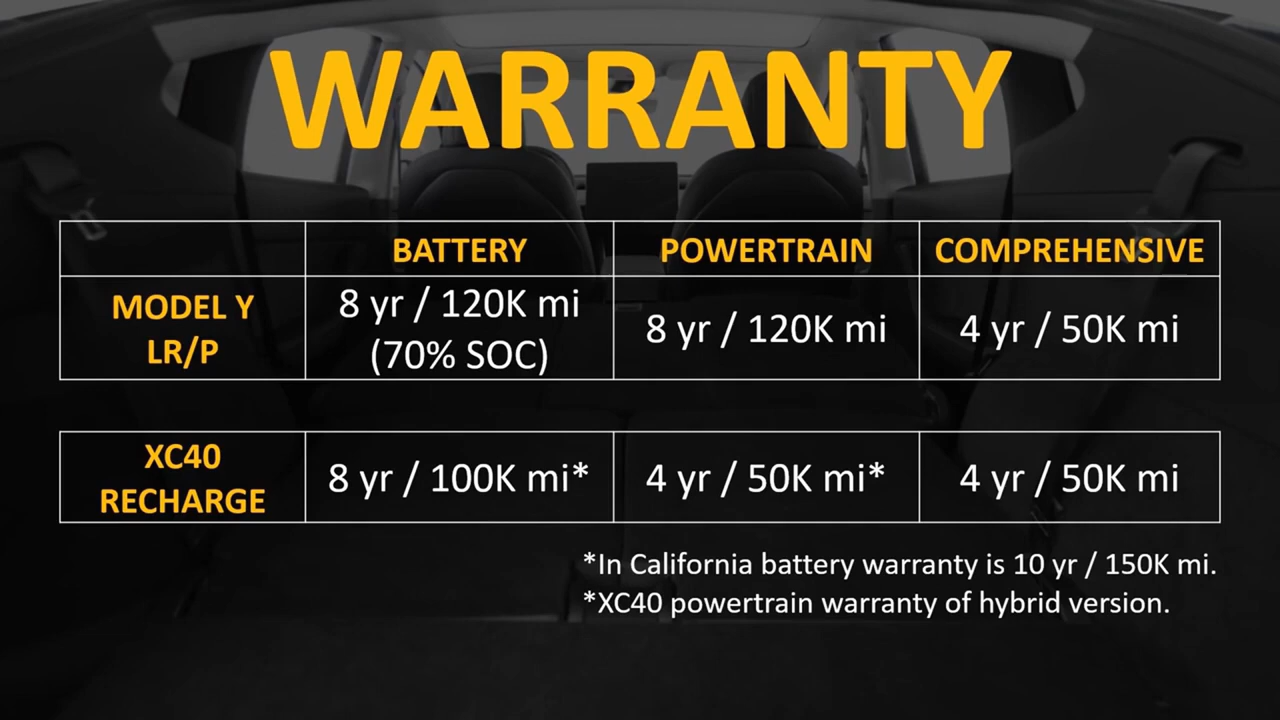 WARRANTY
BATTERY POWERTRAIN COMPREHENSIVE
MODEL Y
LR/P
8 yr / 120K mi
(70% SOC)
8 yr / 120K mi
4 yr / 50K mi
XC40
RECHARGE
8 yr / 100K mi*
4 yr / 50K mi*
4 yr / 50K mi
*In California battery warranty is 10 yr / 150K mi.
*XC40 powertrain warranty of hybrid version.